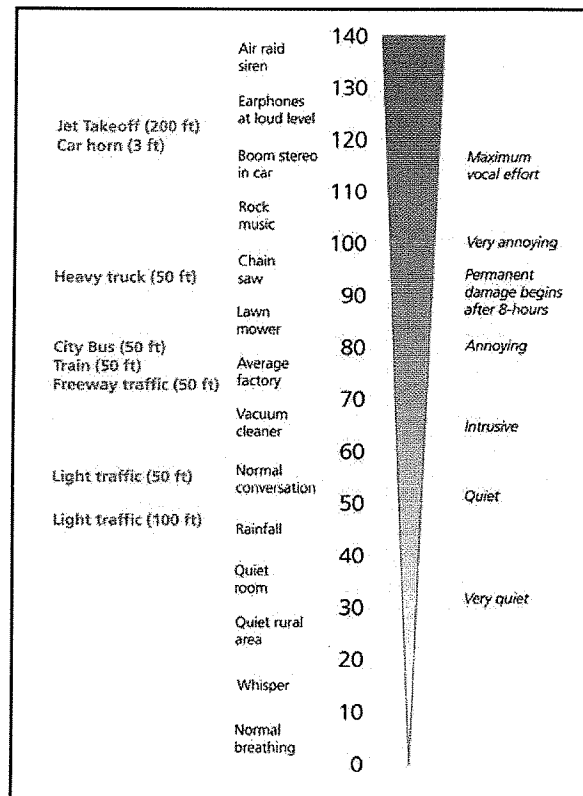 140
Air raid
siren
130
Earphones
at loud level
Jet Takeoff (200 ft)
Car horn (3 ft)
120
Boom stereo
in car
Maximum
vocal effort
110
Rock
music
100
Very annoying
Chain
saw
Heavy truck (50 ft)
90
Permanent
damage begins
after 8-hours
Lawn
mower
80
Annoying
City Bus (50 ft)
Train (50 ft)
Freeway traffic (50 ft)
Average
factory
70
Vacuum
cleaner
Intrusive
60
Light traffic (50 ft)
Normal
conversation
50
Quiet
Light traffic (100 ft)
Rainfall
40
Quiet
room
30
Very quiet
Quiet rural
area
20
Whisper
10
Normal
breathing
0